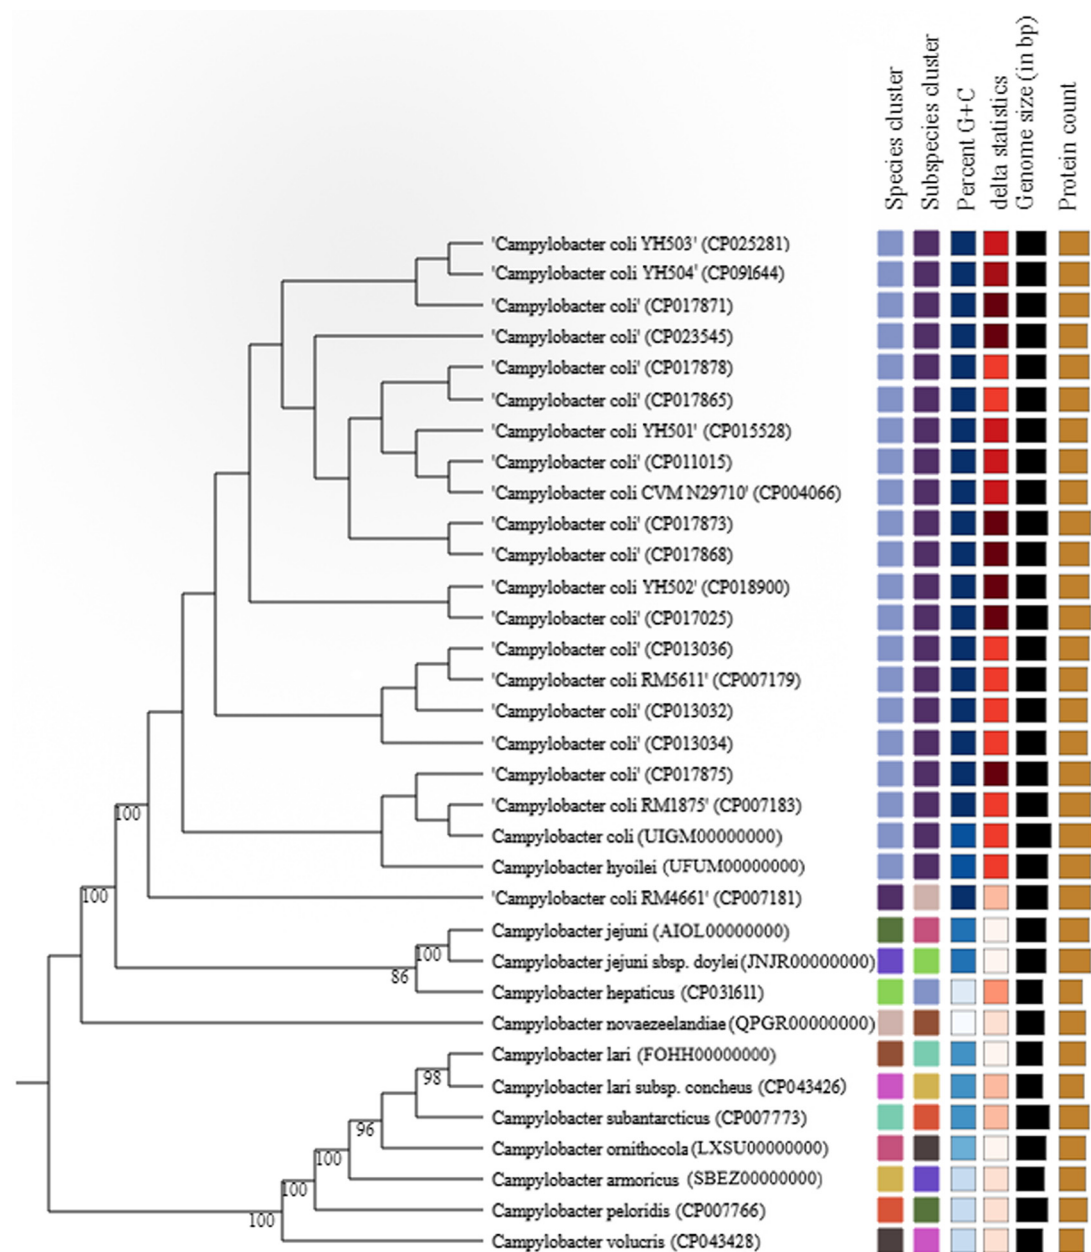 Species cluster
Subspecies cluster
Percent G+C
delta statistics
Genome size (in bp)
Protein count
'Campylobacter coli YH503' (CP025281)
'Campylobacter coli YH504' (CP091644)
'Campylobacter coli' (CP017871)
'Campylobacter coli' (CP023545)
'Campylobacter coli' (CP017878)
'Campylobacter coli' (CP017865)
'Campylobacter coli YH501' (CP015528)
'Campylobacter coli' (CP011015)
'Campylobacter coli CVM N29710' (CP004066)
'Campylobacter coli' (CP017873)
'Campylobacter coli' (CP017868)
'Campylobacter coli YH502' (CP018900)
'Campylobacter coli' (CP017025)
'Campylobacter coli' (CP013036)
'Campylobacter coli RM5611' (CP007179)
'Campylobacter coli' (CP013032)
'Campylobacter coli' (CP013034)
'Campylobacter coli' (CP017875)
'Campylobacter coli RM1875' (CP007183)
100
Campylobacter coli (UIGM00000000)
Campylobacter hyoilei (UFUM00000000)
'Campylobacter coli RM4661' (CP007181)
100
Campylobacter jejuni (AIOL00000000)
100
Campylobacter jejuni sbsp. doylei (JNJR00000000)
86
Campylobacter hepaticus (CP031611)
Campylobacter novaezeelandiae (QPGR00000000)
Campylobacter lari (FOHH00000000)
98
Campylobacter lari subsp. concheus (CP043426)
Campylobacter subantarcticus (CP007773)
96
Campylobacter ornithocola (LXSU00000000)
100
Campylobacter armoricus (SBEZ00000000)
100
Campylobacter peloridis (CP007766)
100
Campylobacter volucris (CP043428)